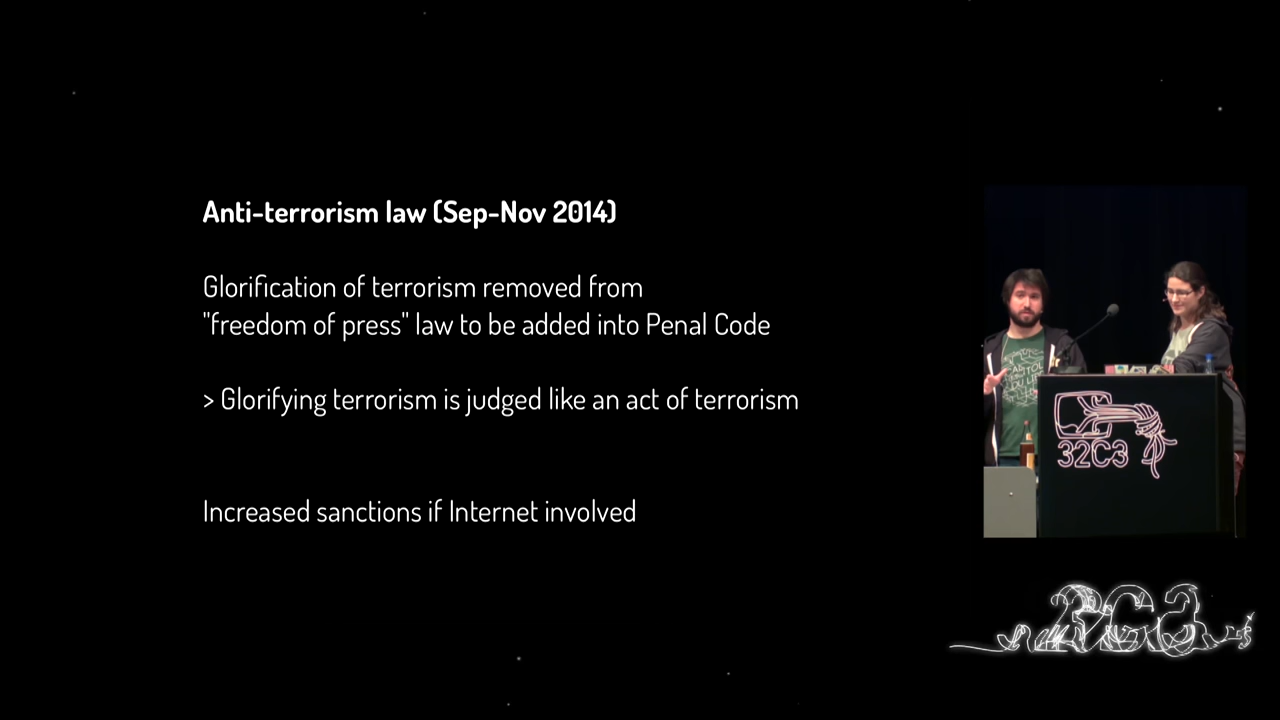 Anti-terrorism law (Sep-Nov 2014)
Glorification of terrorism removed from
"freedom of press" law to be added into Penal Code
> Glorifying terrorism is judged like an act of terrorism
Increased sanctions if Internet involved
32C3
32C3